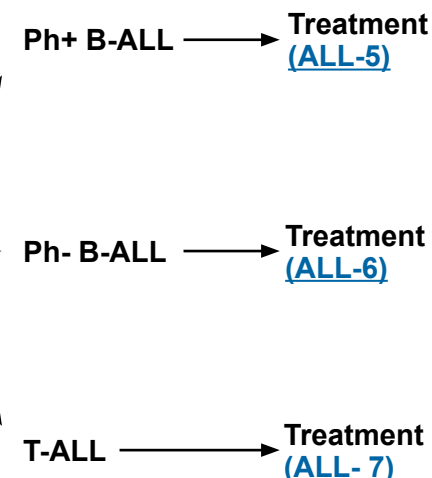 Ph+ B-ALL
Treatment
(ALL-5)
Ph- B-ALL
Treatment
(ALL-6)
T-ALL
Treatment
(ALL- 7)